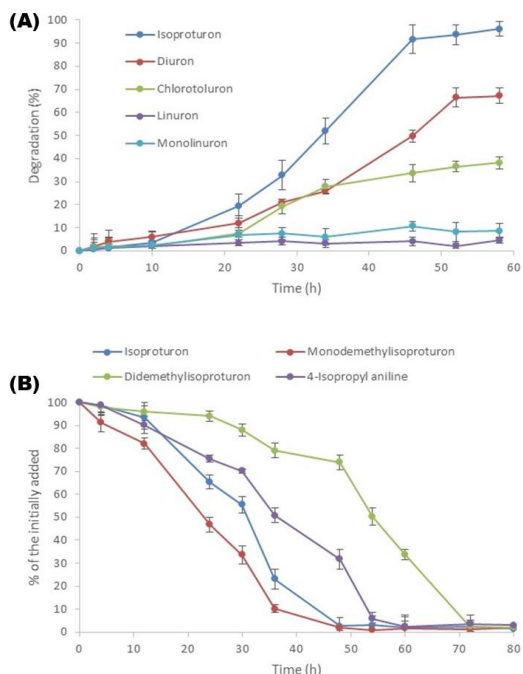 (A)
100
90
80
70
60
50
40
30
20
10
0
Degradation (%)
Isoproturon
Diuron
Chlorotoluron
Linuron
Monolinuron
0 10 20 30 40 50 60
Time (h)
(B)
Isoproturon Monodemethylisoproturon
Didemethylisoproturon 4-Isopropyl aniline
100
90
80
70
60
50
40
30
20
10
0
% of the initially added
0 10 20 30 40 50 60 70 80
Time (h)